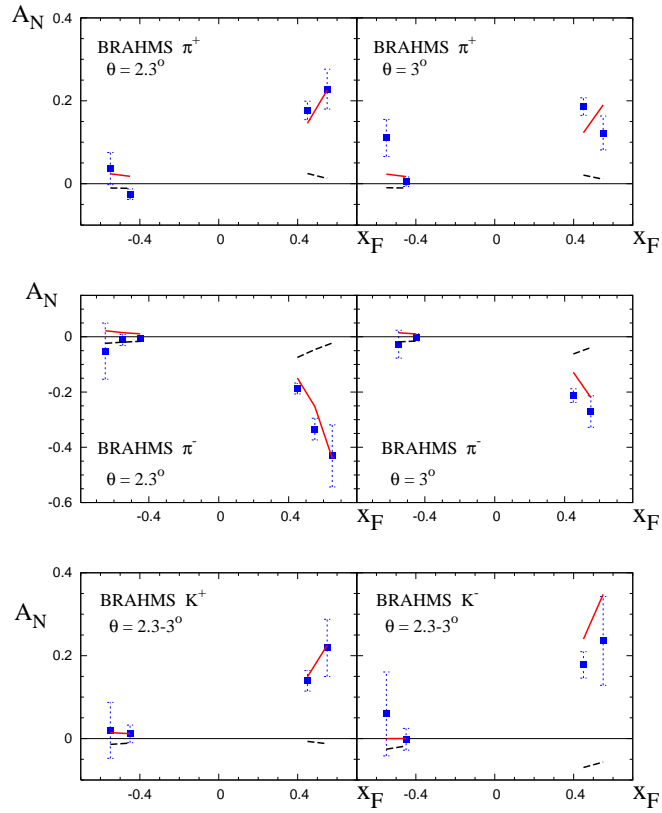 A_N
0.4
0.2
0
BRAHMS π⁺
θ = 2.3°
BRAHMS π⁺
θ = 3°
-0.4 0 0.4 x_F -0.4 0 0.4 x_F
A_N
0
-0.2
-0.4
-0.6
BRAHMS π⁻
θ = 2.3°
BRAHMS π⁻
θ = 3°
-0.4 0 0.4 x_F -0.4 0 0.4 x_F
0.4
A_N
0.2
0
BRAHMS K⁺
θ = 2.3-3°
BRAHMS K⁻
θ = 2.3-3°
-0.4 0 0.4 x_F -0.4 0 0.4 x_F